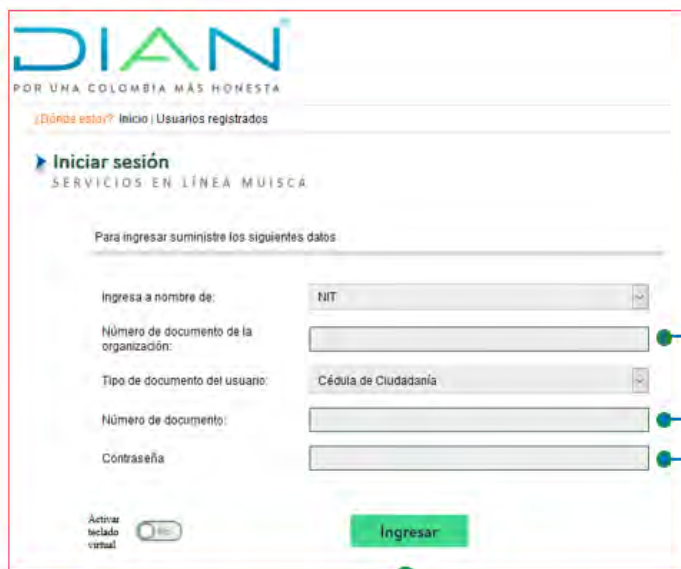 DIAN
POR UNA COLOMBIA MÁS HONESTA
¿Dónde estoy? Inicio | Usuarios registrados
Iniciar sesión
SERVICIOS EN LÍNEA MUISCA
Para ingresar suministre los siguientes datos
Ingresa a nombre de: NIT
Número de documento de la
organización:
Tipo de documento del usuario: Cédula de Ciudadanía
Número de documento:
Contraseña
Activar
teclado
virtual
Ingresar